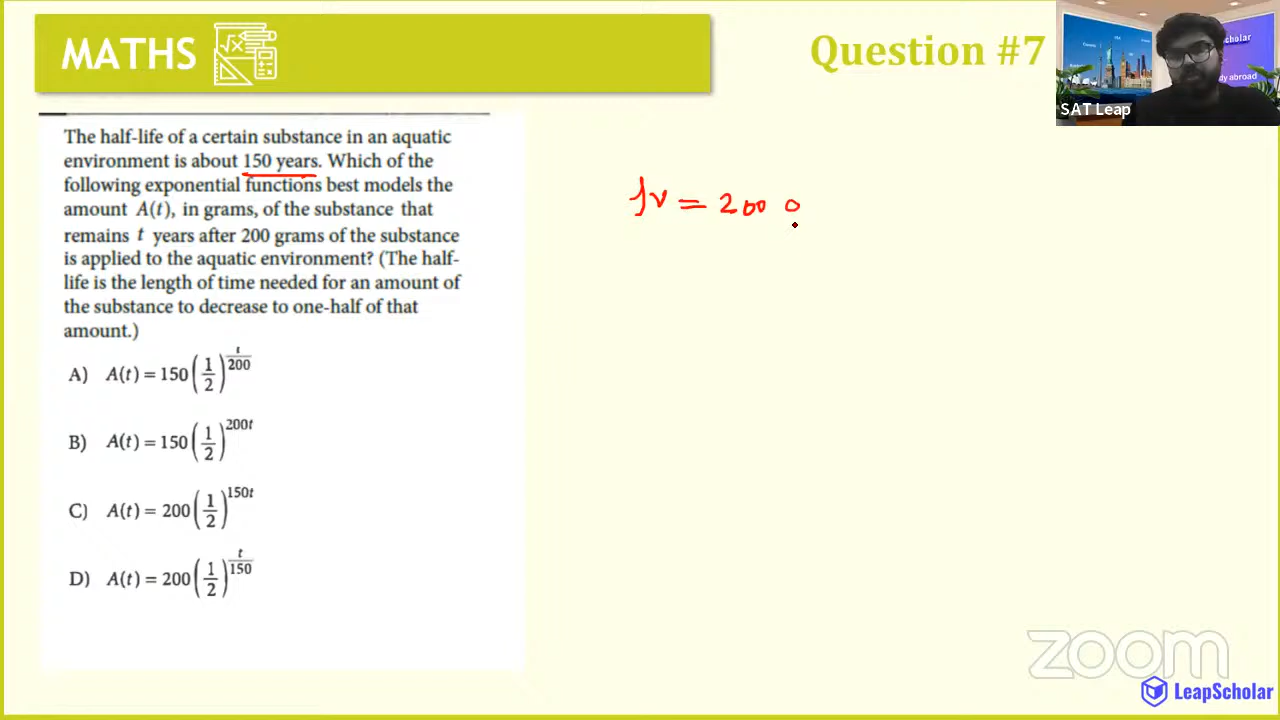 MATHS
Question #7
SAT Leap
The half-life of a certain substance in an aquatic
environment is about 150 years. Which of the
following exponential functions best models the
amount A(t), in grams, of the substance that
remains t years after 200 grams of the substance
is applied to the aquatic environment? (The half-
life is the length of time needed for an amount of
the substance to decrease to one-half of that
amount.)
A) A(t) = 150(1/2)^(t/200)
B) A(t) = 150(1/2)^(200t)
C) A(t) = 200(1/2)^(150t)
D) A(t) = 200(1/2)^(t/150)
= 200
zoom
LeapScholar